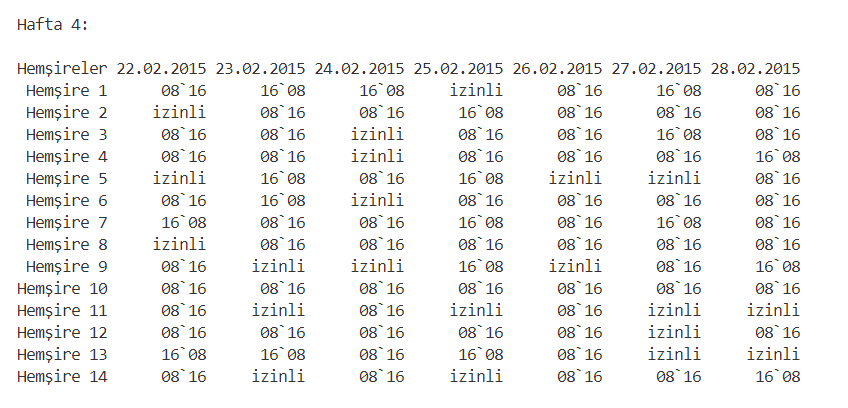 Hafta 4:
Hemşireler 22.02.2015 23.02.2015 24.02.2015 25.02.2015 26.02.2015 27.02.2015 28.02.2015
Hemşire 1 08`16 16`08 16`08 izinli 08`16 16`08 08`16
Hemşire 2 izinli 08`16 08`16 16`08 08`16 08`16 08`16
Hemşire 3 08`16 08`16 izinli 08`16 08`16 16`08 08`16
Hemşire 4 08`16 08`16 izinli 08`16 08`16 08`16 16`08
Hemşire 5 izinli 16`08 08`16 16`08 izinli izinli 08`16
Hemşire 6 08`16 16`08 izinli 08`16 08`16 08`16 08`16
Hemşire 7 16`08 08`16 08`16 16`08 08`16 16`08 08`16
Hemşire 8 izinli 08`16 08`16 08`16 08`16 08`16 08`16
Hemşire 9 08`16 izinli izinli 16`08 izinli 08`16 16`08
Hemşire 10 08`16 08`16 08`16 08`16 08`16 08`16 08`16
Hemşire 11 08`16 izinli 08`16 izinli 08`16 izinli izinli
Hemşire 12 08`16 08`16 08`16 08`16 08`16 izinli 08`16
Hemşire 13 16`08 16`08 08`16 16`08 08`16 izinli izinli
Hemşire 14 08`16 izinli 08`16 izinli 08`16 08`16 16`08